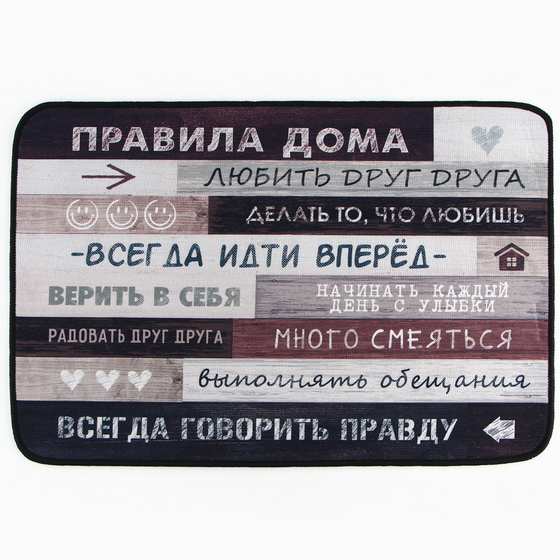 ПРАВИЛА ДОМА
ЛЮБИТЬ ДРУГ ДРУГА
ДЕЛАТЬ ТО, ЧТО ЛЮБИШЬ
-ВСЕГДА ИДТИ ВПЕРЁД-
ВЕРИТЬ В СЕБЯ
НАЧИНАТЬ КАЖДЫЙ
ДЕНЬ С УЛЫБКИ
РАДОВАТЬ ДРУГ ДРУГА
МНОГО СМЕЯТЬСЯ
выполнять обещания
ВСЕГДА ГОВОРИТЬ ПРАВДУ